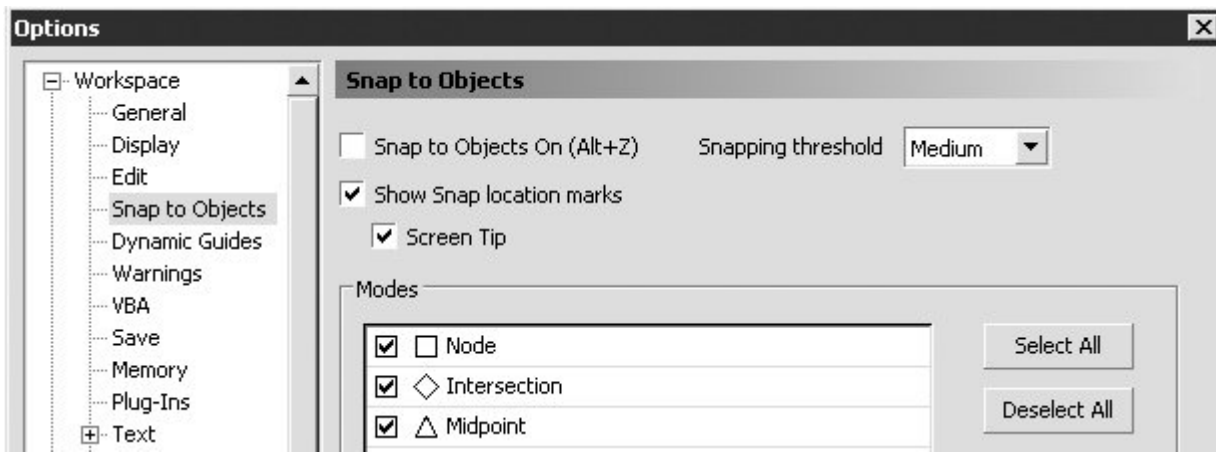 Options
Workspace
General
Display
Edit
Snap to Objects
Dynamic Guides
Warnings
VBA
Save
Memory
Plug-Ins
Text
Snap to Objects
Snap to Objects On (Alt+Z)
Snapping threshold
Medium
Show Snap location marks
Screen Tip
Modes
Node
Intersection
Midpoint
Select All
Deselect All